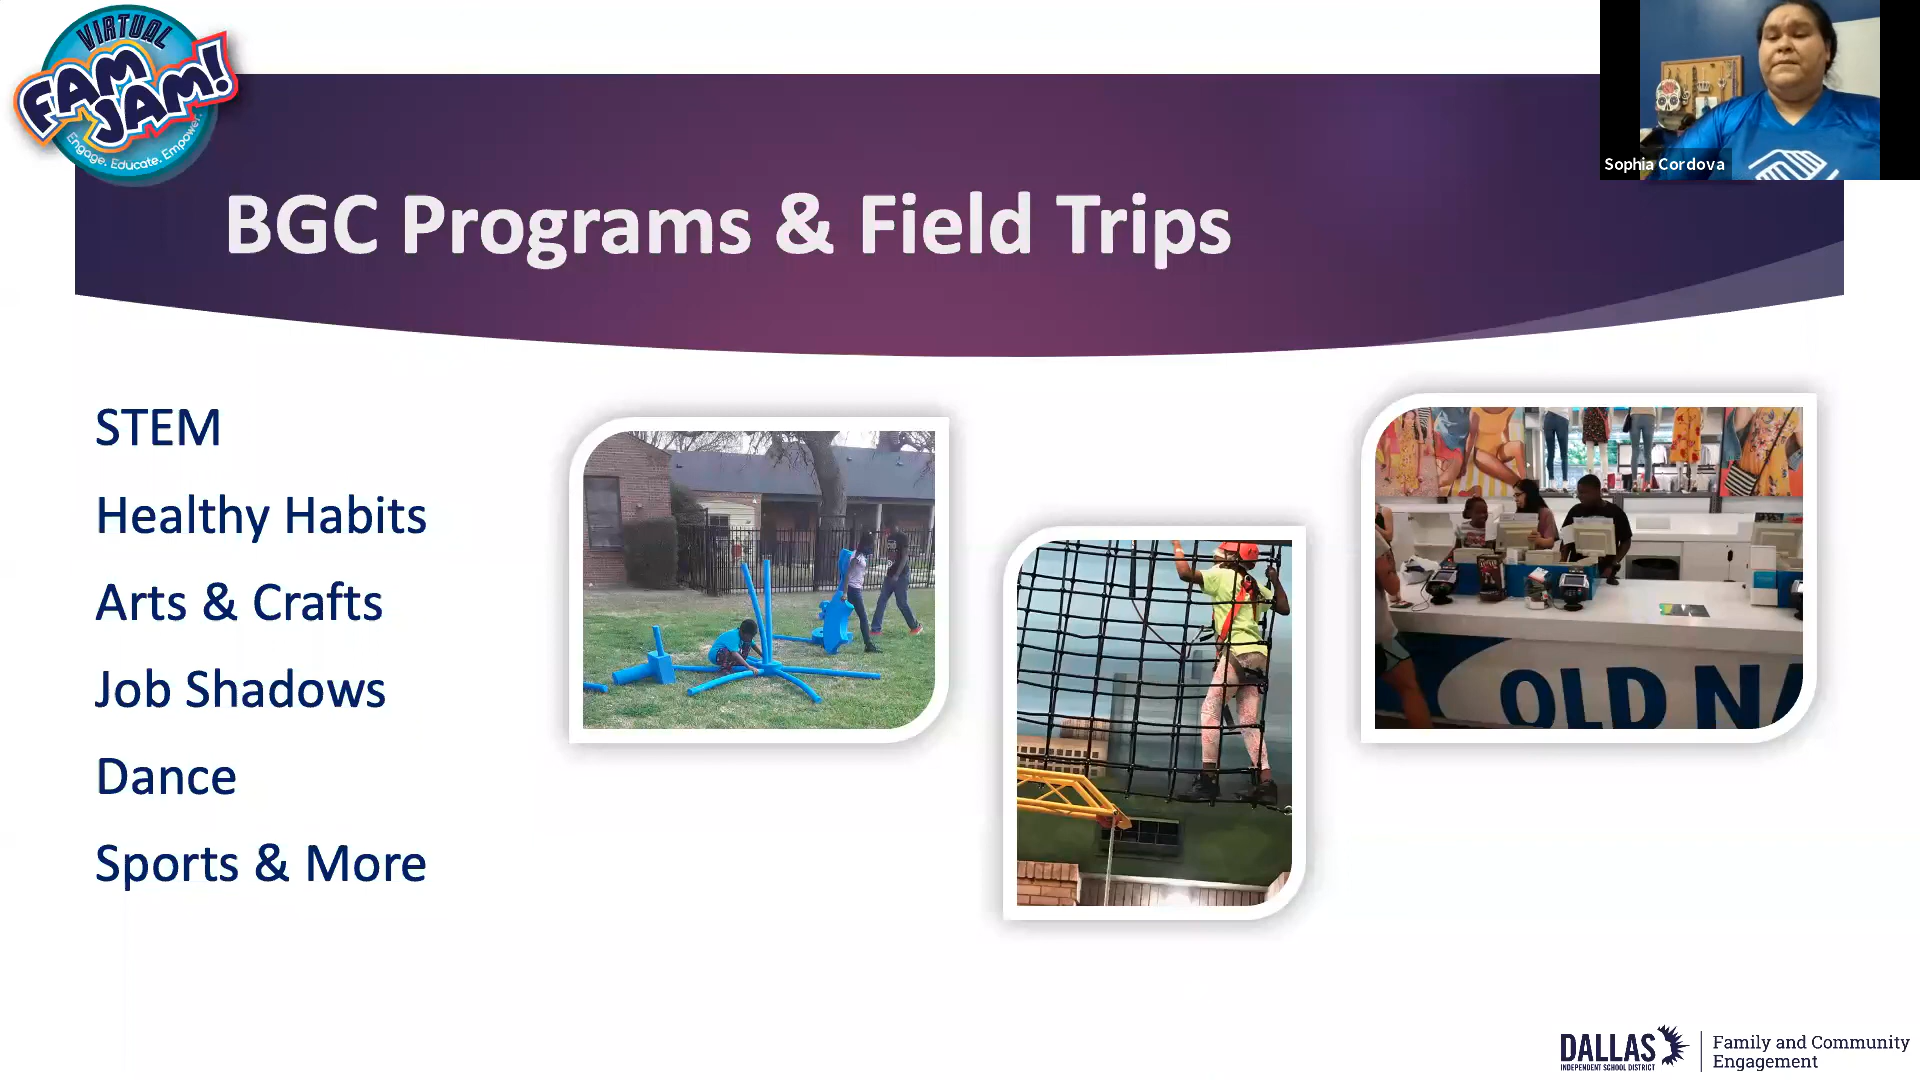 VIRTUAL
FAM
JAM!
Engage. Educate. Empower.
Sophia Cordova
BGC Programs & Field Trips
STEM
Healthy Habits
Arts & Crafts
Job Shadows
Dance
Sports & More
OLD NA
DALLAS
INDEPENDENT SCHOOL DISTRICT
Family and Community
Engagement